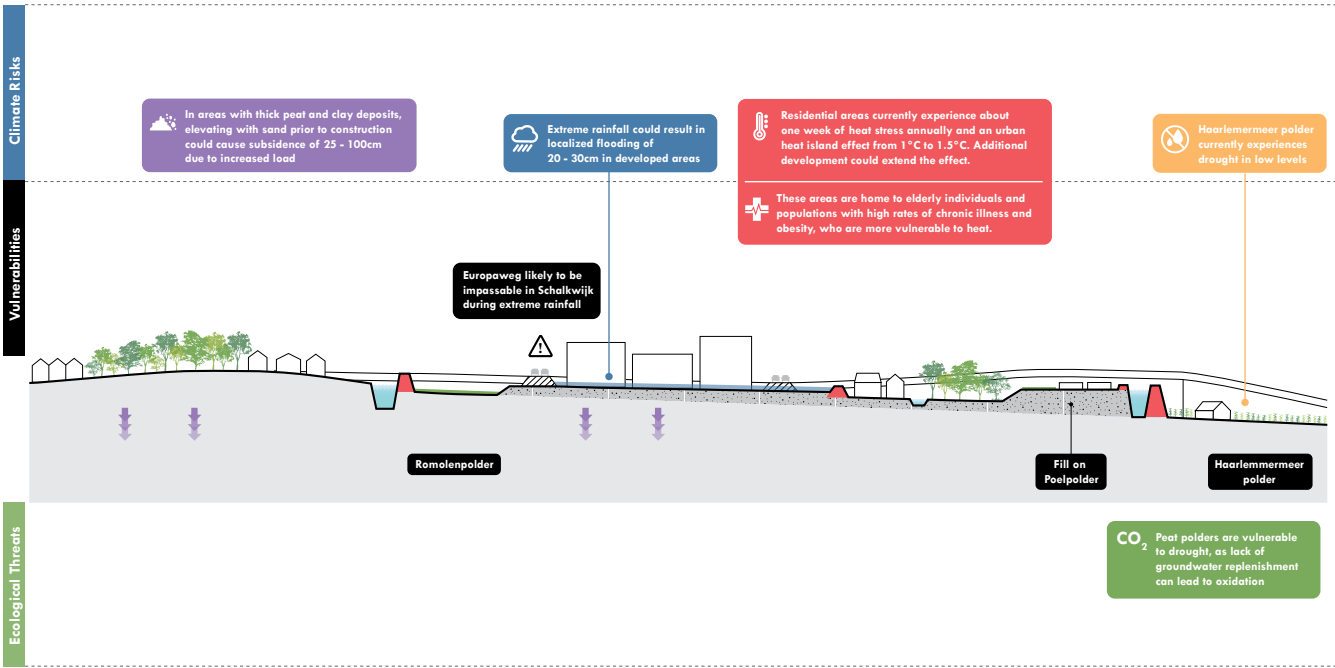 Climate Risks
In areas with thick peat and clay deposits,
elevating with sand prior to construction
could cause subsidence of 25 - 100cm
due to increased load
Extreme rainfall could result in
localized flooding of
20 - 30cm in developed areas
Residential areas currently experience about
one week of heat stress annually and an urban
heat island effect from 1°C to 1.5°C. Additional
development could extend the effect.
These areas are home to elderly individuals and
populations with high rates of chronic illness and
obesity, who are more vulnerable to heat.
Haarlemermeer polder
currently experiences
drought in low levels
Vulnerabilities
Europaweg likely to be
impassable in Schalkwijk
during extreme rainfall
Romolenpolder
Fill on
Poelpolder
Haarlemmermeer
polder
Ecological Threats
CO2
Peat polders are vulnerable
to drought, as lack of
groundwater replenishment
can lead to oxidation